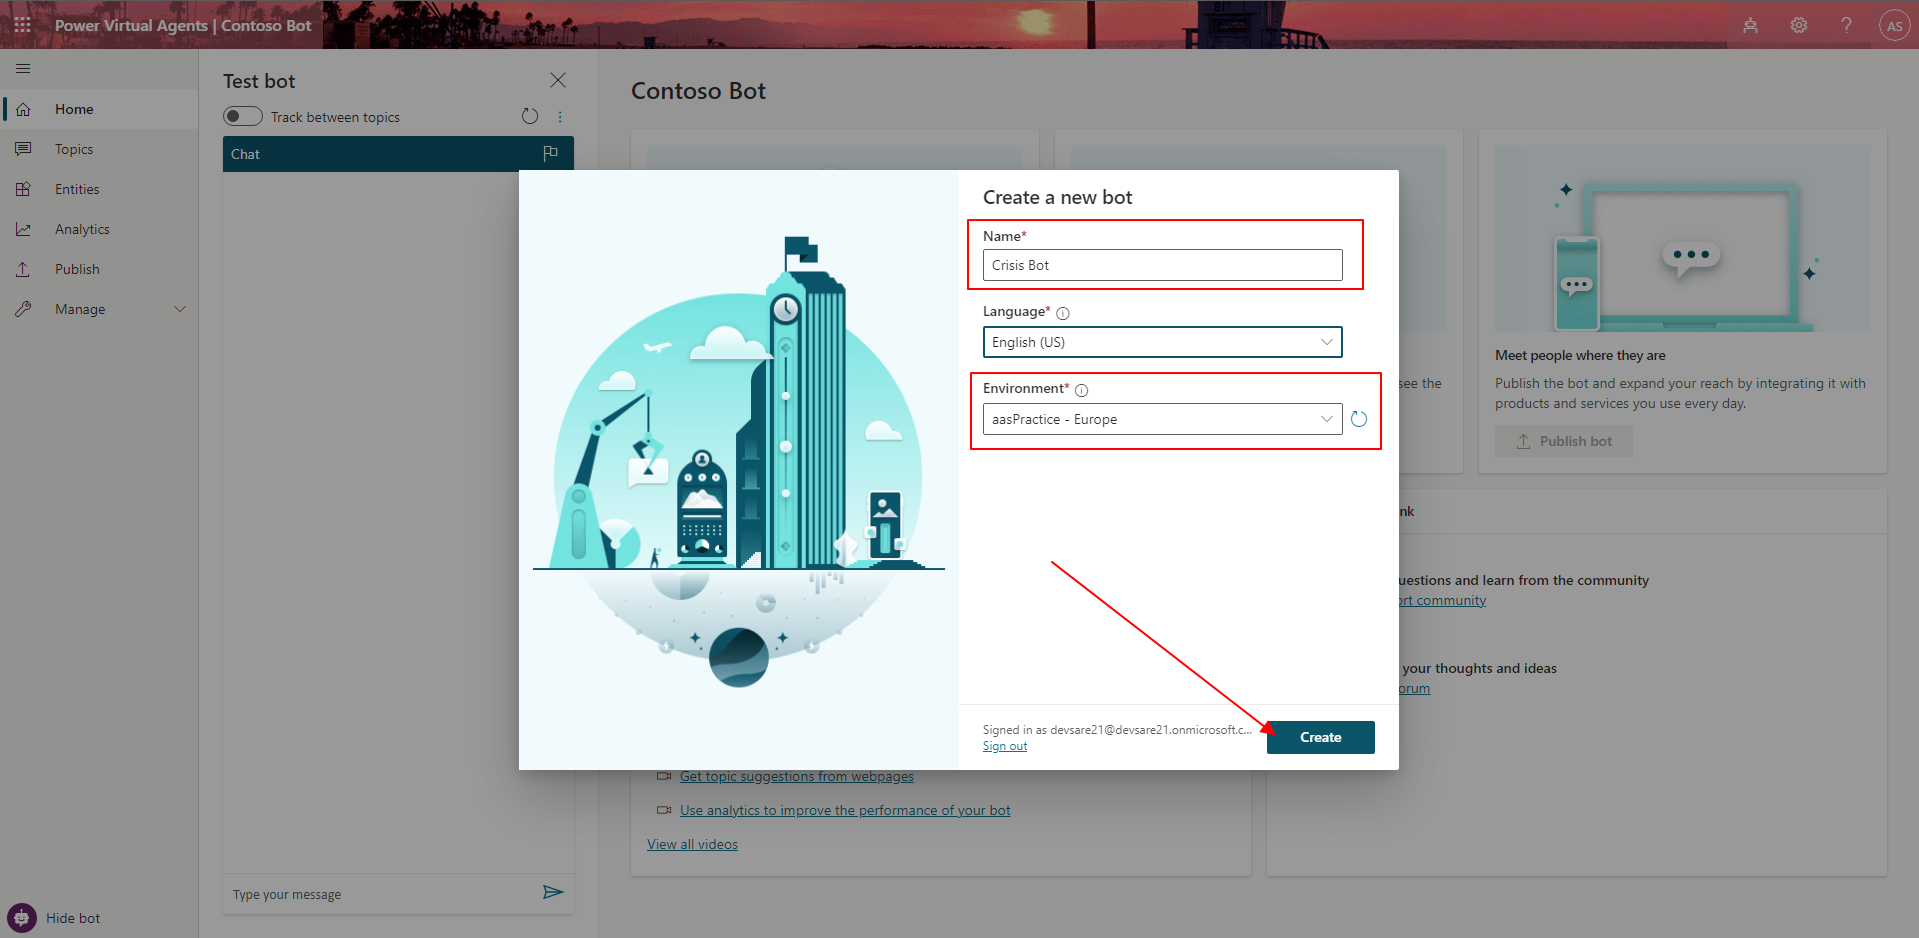 Power Virtual Agents | Contoso Bot
AS
Home
Topics
Entities
Analytics
Publish
Manage
Hide bot
Test bot
Track between topics
Chat
Type your message
Contoso Bot
Create a new bot
Name*
Crisis Bot
Language*
English (US)
Environment*
aasPractice - Europe
Signed in as devsare21@devsare21.onmicrosoft.c...
Sign out
Create
see the
Meet people where they are
Publish the bot and expand your reach by integrating it with
products and services you use every day.
Publish bot
nk
uestions and learn from the community
ort community
your thoughts and ideas
orum
Get topic suggestions from webpages
Use analytics to improve the performance of your bot
View all videos